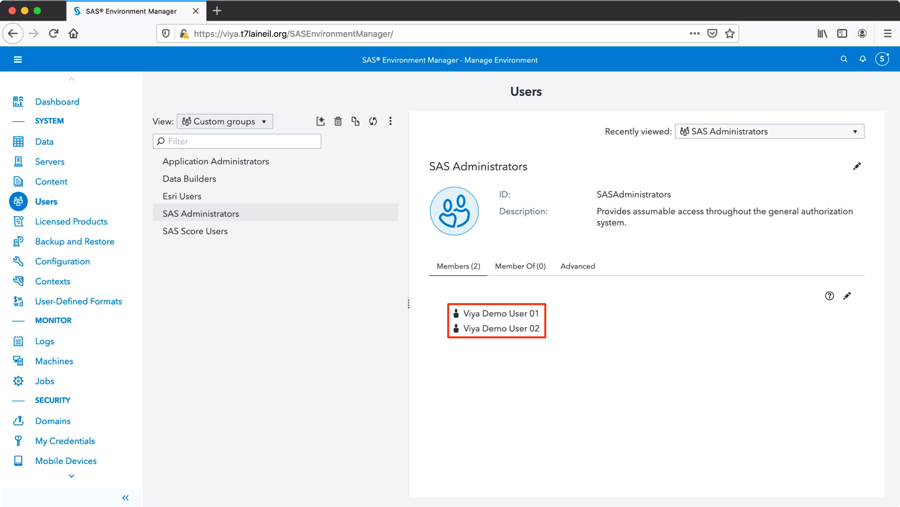 SAS® Environment Manager
https://viya.t7laineil.org/SASEnvironmentManager/
SAS® Environment Manager - Manage Environment
S
Dashboard
SYSTEM
Data
Servers
Content
Users
Licensed Products
Backup and Restore
Configuration
Contexts
User-Defined Formats
MONITOR
Logs
Machines
Jobs
SECURITY
Domains
My Credentials
Mobile Devices
Users
View: Custom groups
Filter
Application Administrators
Data Builders
Esri Users
SAS Administrators
SAS Score Users
Recently viewed: SAS Administrators
SAS Administrators
ID: SASAdministrators
Description: Provides assumable access throughout the general authorization
system.
Members (2) Member Of (0) Advanced
Viya Demo User 01
Viya Demo User 02